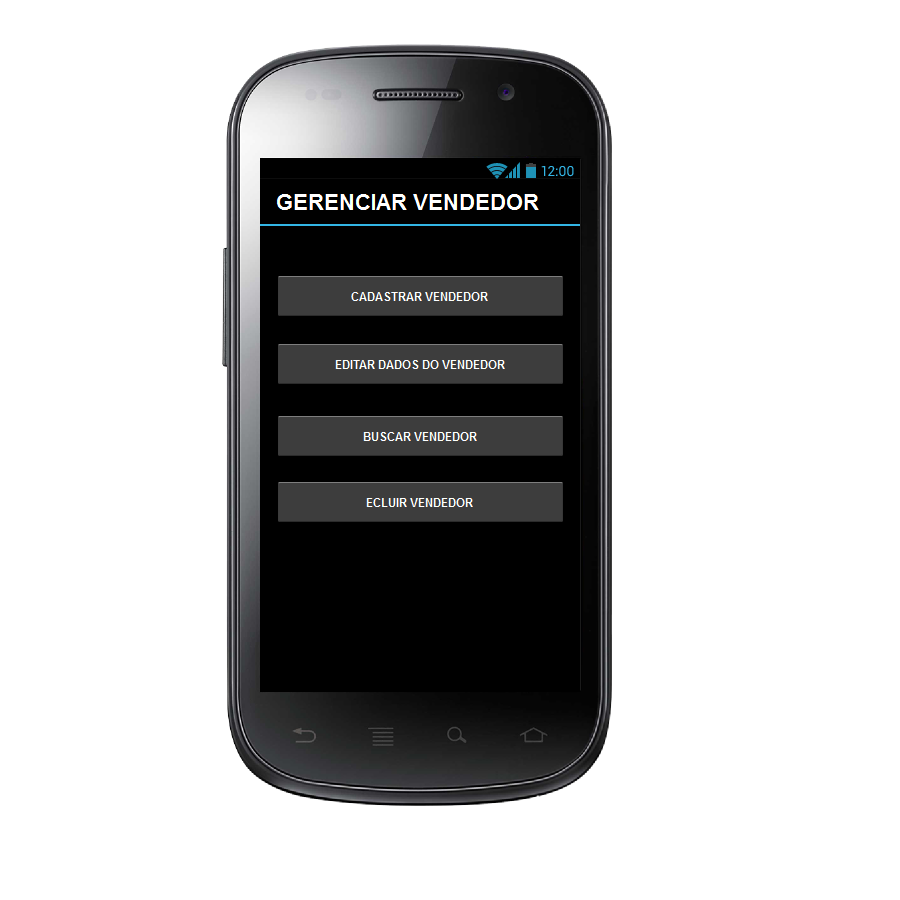 12:00
GERENCIAR VENDEDOR
CADASTRAR VENDEDOR
EDITAR DADOS DO VENDEDOR
BUSCAR VENDEDOR
ECLUIR VENDEDOR